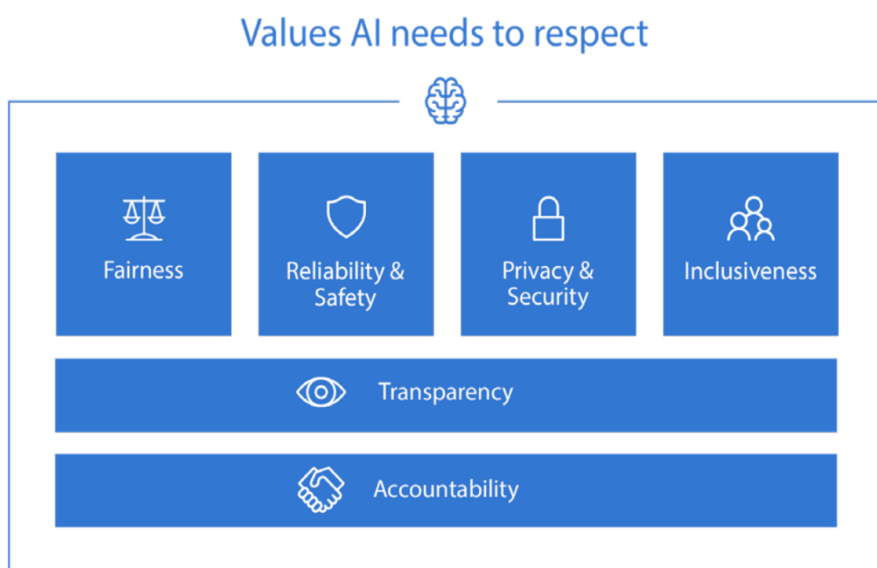 Values AI needs to respect
Fairness
Reliability &
Safety
Privacy &
Security
Inclusiveness
Transparency
Accountability